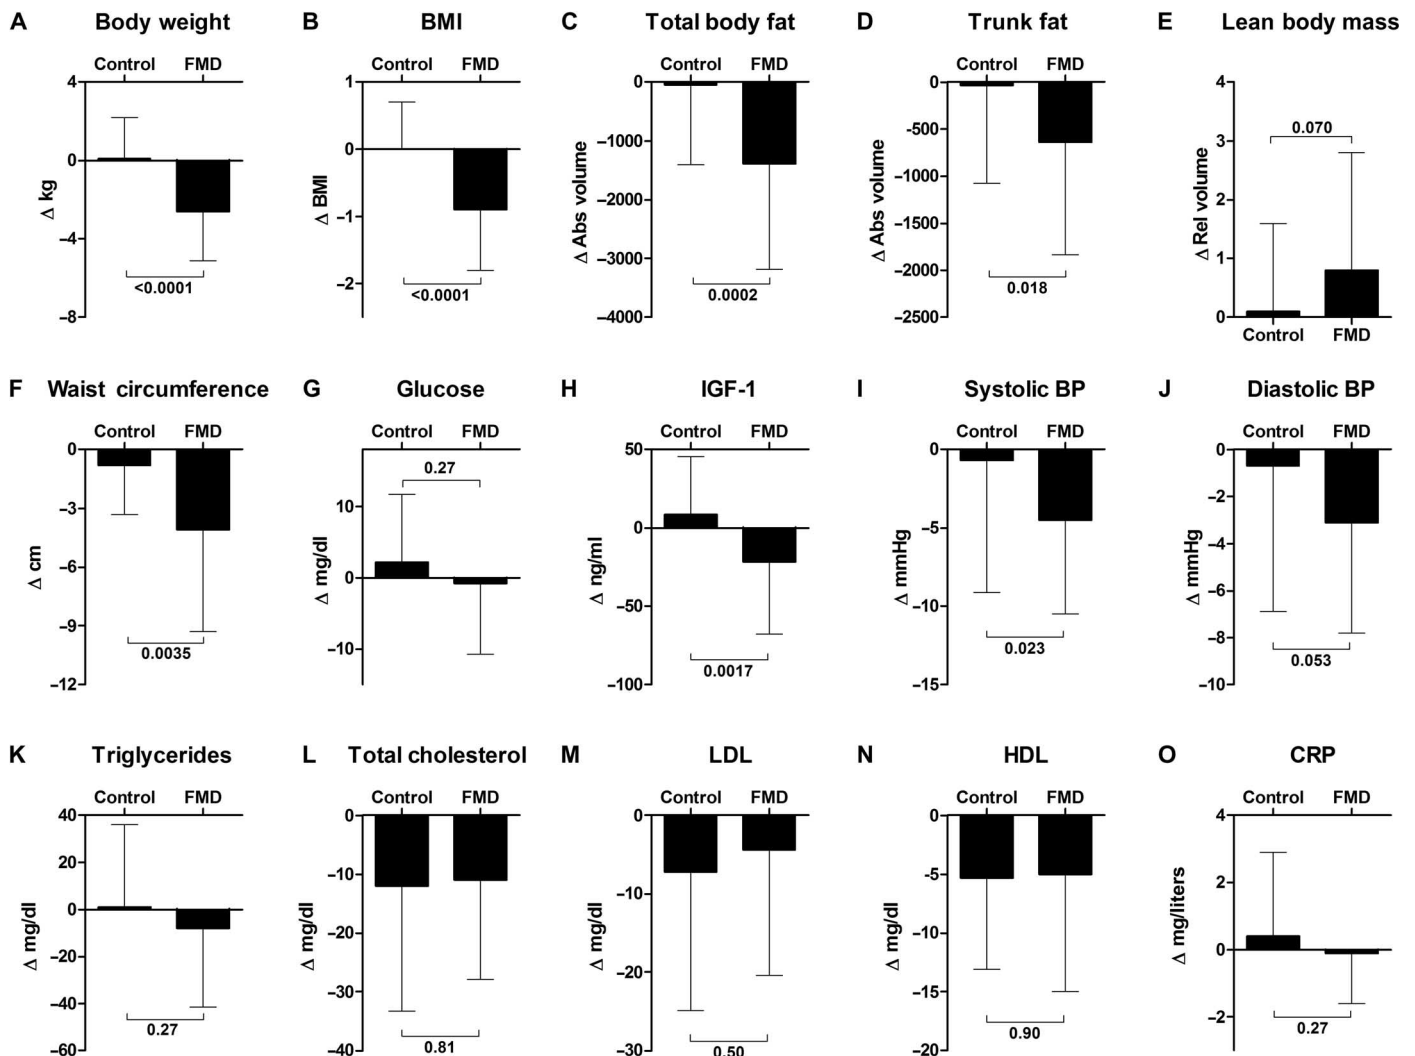 A Body weight
Control FMD
4
0
−4
−8
Δ kg
<0.0001
B BMI
Control FMD
1
0
−1
−2
Δ BMI
<0.0001
C Total body fat
Control FMD
0
−1000
−2000
−3000
−4000
Δ Abs volume
0.0002
D Trunk fat
Control FMD
0
−500
−1000
−1500
−2000
−2500
Δ Abs volume
0.018
E Lean body mass
4
3
2
1
0
Δ Rel volume
0.070
Control FMD
F Waist circumference
Control FMD
0
−3
−6
−9
−12
Δ cm
0.0035
G Glucose
Control FMD
10
0
−10
Δ mg/dl
0.27
H IGF-1
Control FMD
50
0
−50
−100
Δ ng/ml
0.0017
I Systolic BP
Control FMD
0
−5
−10
−15
Δ mmHg
0.023
J Diastolic BP
Control FMD
0
−2
−4
−6
−8
−10
Δ mmHg
0.053
K Triglycerides
Control FMD
40
20
0
−20
−40
−60
Δ mg/dl
0.27
L Total cholesterol
Control FMD
0
−10
−20
−30
−40
Δ mg/dl
0.81
M LDL
Control FMD
0
−10
−20
−30
Δ mg/dl
0.50
N HDL
Control FMD
0
−5
−10
−15
−20
Δ mg/dl
0.90
O CRP
Control FMD
4
2
0
−2
Δ mg/liters
0.27